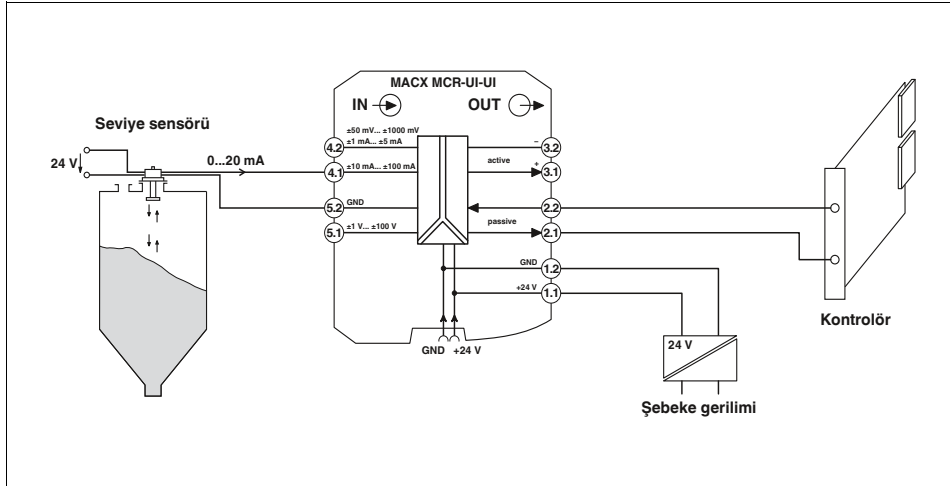 MACX MCR-UI-UI
IN
OUT
Seviye sensörü
24 V
0...20 mA
±50 mV... ±1000 mV
4.2
±1 mA... ±5 mA
4.1
±10 mA... ±100 mA
5.2
GND
5.1
±1 V... ±100 V
–
3.2
active
+
3.1
2.2
passive
2.1
GND
1.2
+24 V
1.1
GND +24 V
24 V
Şebeke gerilimi
Kontrolör